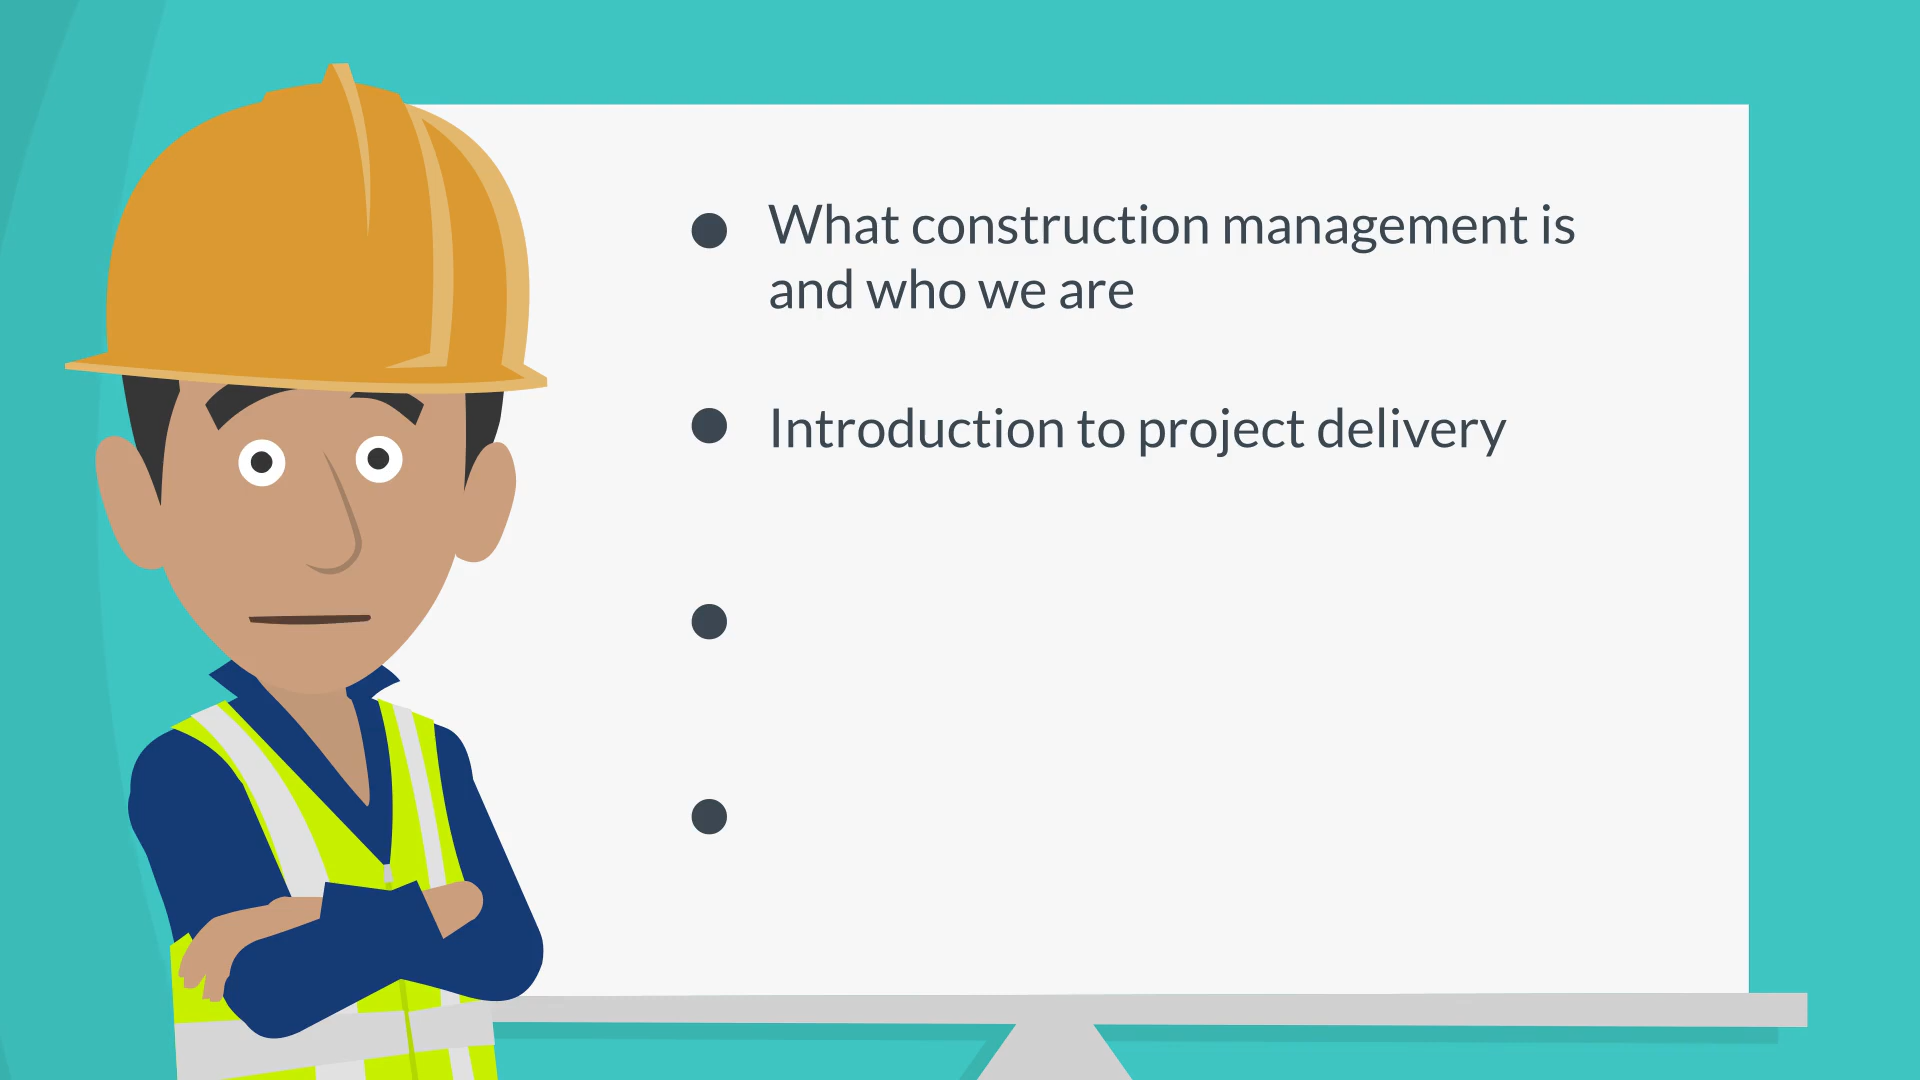 What construction management is
and who we are
Introduction to project delivery